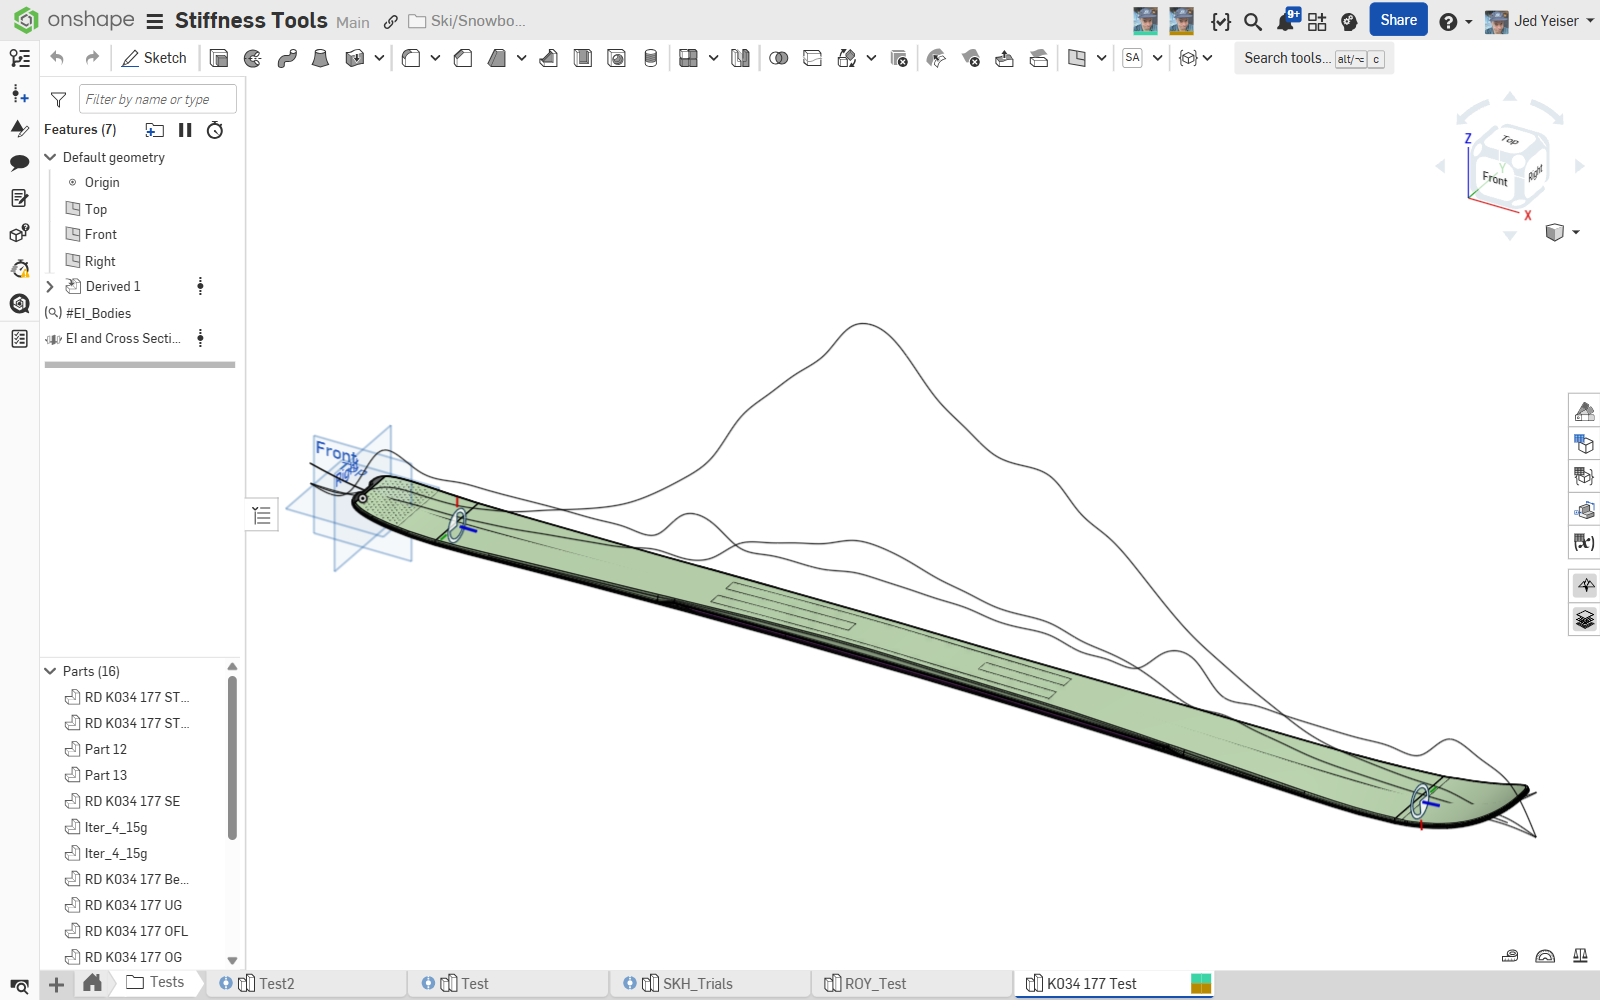 onshape
Stiffness Tools
Main
Ski/Snowbo...
9+
Share
Jed Yeiser
Sketch
SA
Search tools...
alt/⌥
c
Filter by name or type
Features (7)
Default geometry
Origin
Top
Front
Right
Derived 1
#EI_Bodies
EI and Cross Secti...
Front
Top
Front
Right
Z
Y
X
Parts (16)
RD K034 177 ST...
RD K034 177 ST...
Part 12
Part 13
RD K034 177 SE
Iter_4_15g
Iter_4_15g
RD K034 177 Be...
RD K034 177 UG
RD K034 177 OFL
RD K034 177 OG
Tests
Test2
Test
SKH_Trials
ROY_Test
K034 177 Test